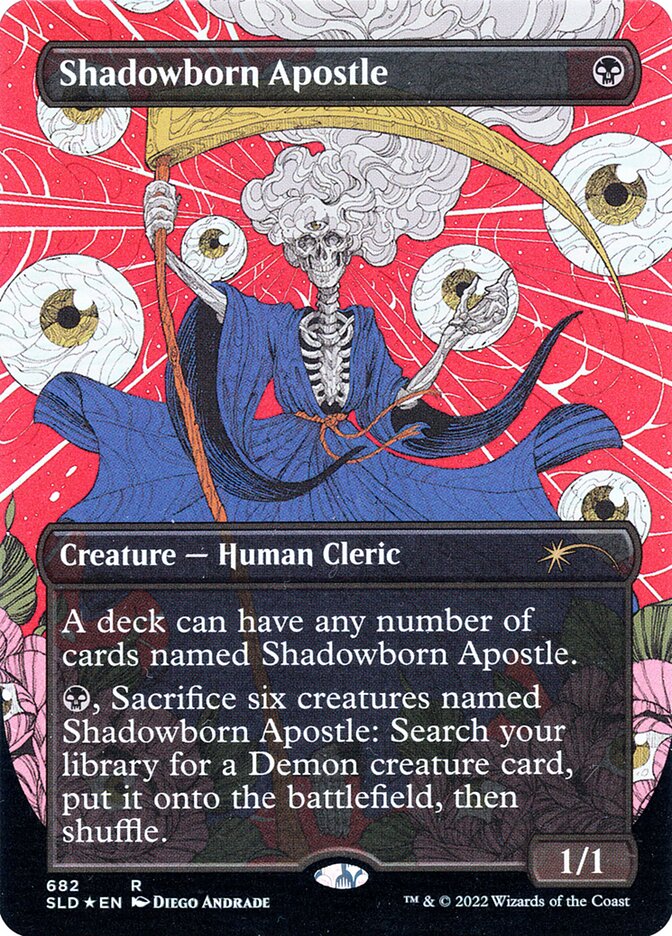 Shadowborn Apostle
Creature — Human Cleric
A deck can have any number of
cards named Shadowborn Apostle.
, Sacrifice six creatures named
Shadowborn Apostle: Search your
library for a Demon creature card,
put it onto the battlefield, then
shuffle.
1/1
682 R
SLD ★ EN Diego Andrade
™ & © 2022 Wizards of the Coast